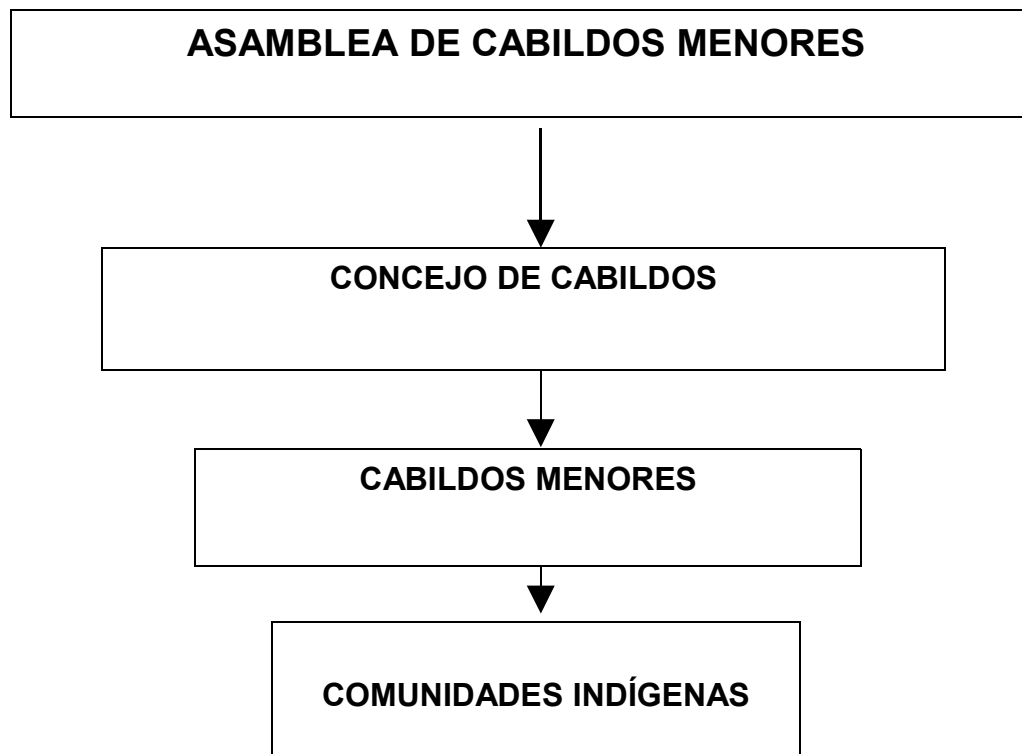 ASAMBLEA DE CABILDOS MENORES
CONCEJO DE CABILDOS
CABILDOS MENORES
COMUNIDADES INDÍGENAS